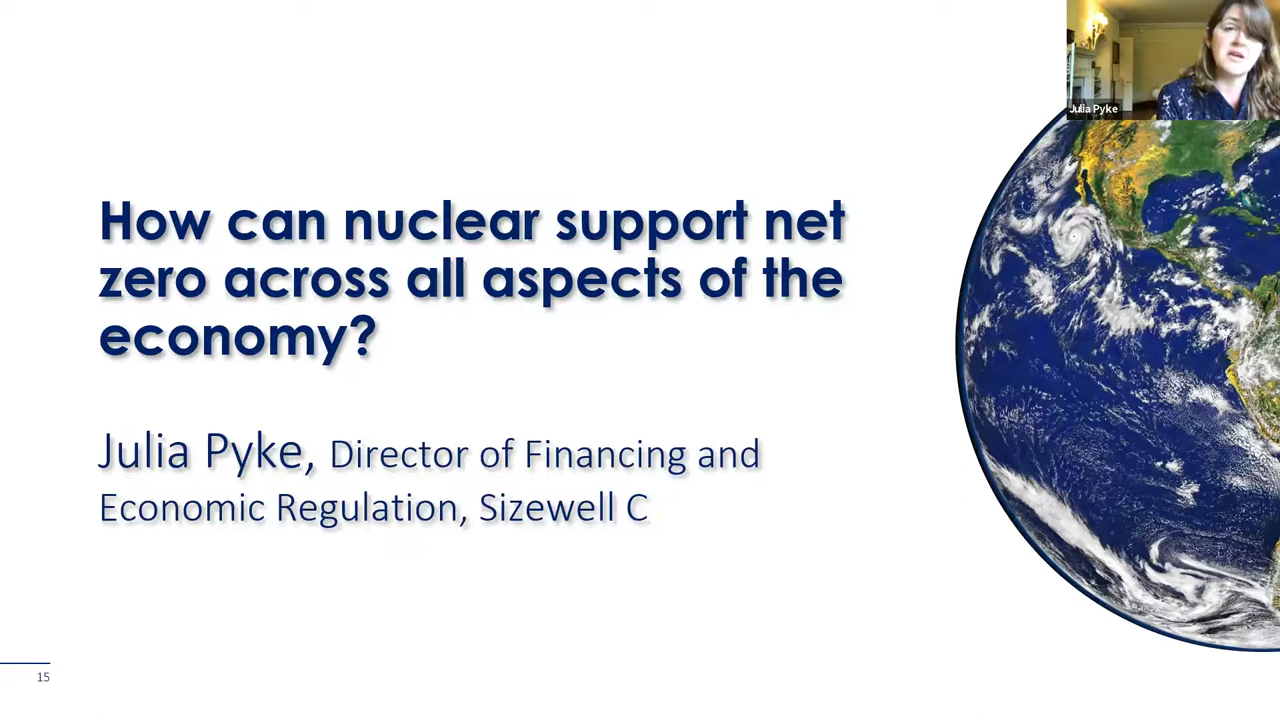 Julia Pyke
How can nuclear support net
zero across all aspects of the
economy?
Julia Pyke, Director of Financing and
Economic Regulation, Sizewell C
15